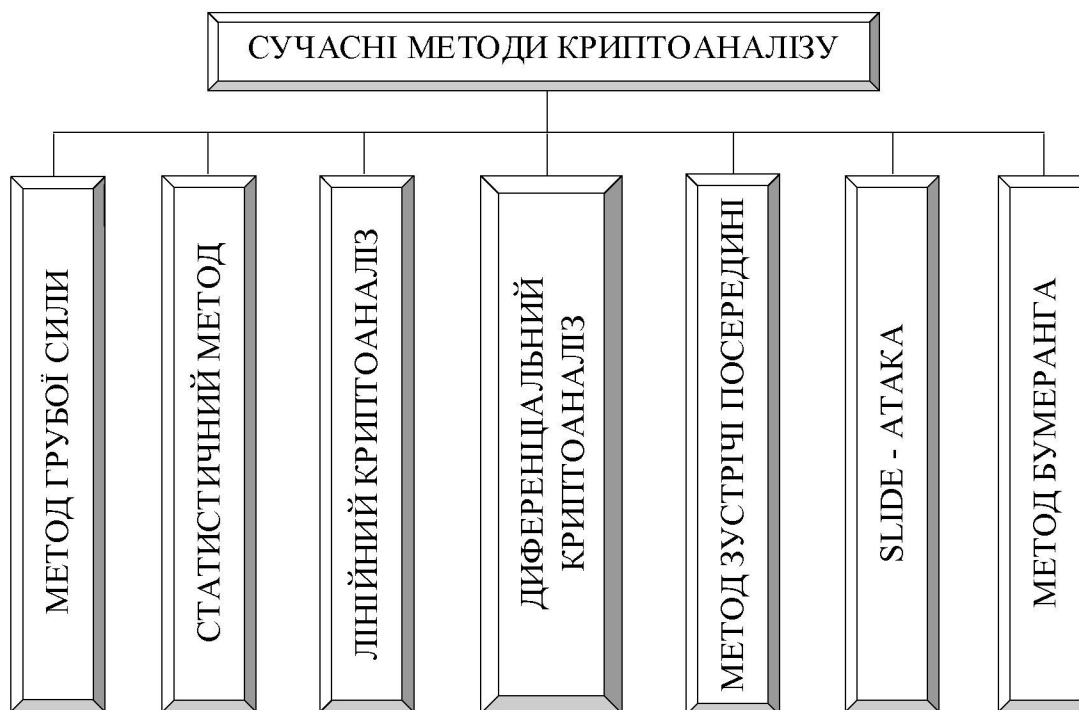 СУЧАСНІ МЕТОДИ КРИПТОАНАЛІЗУ
МЕТОД ГРУБОЇ СИЛИ
СТАТИСТИЧНИЙ МЕТОД
ЛІНІЙНИЙ КРИПТОАНАЛІЗ
ДИФЕРЕНЦІАЛЬНИЙ
КРИПТОАНАЛІЗ
МЕТОД ЗУСТРІЧІ ПОСЕРЕДИНІ
SLIDE - АТАКА
МЕТОД БУМЕРАНГА